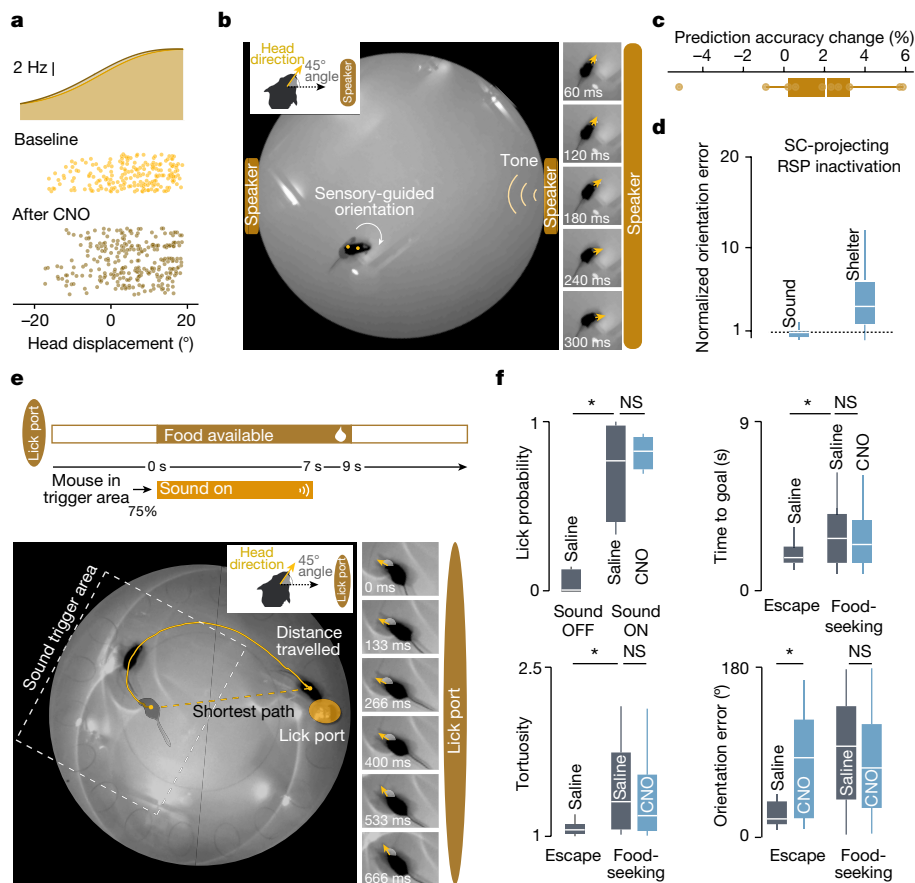 a
2 Hz
Baseline
After CNO
−20 0 20
Head displacement (°)
b
Head
direction
45°
angle
Speaker
Speaker
Sensory-guided
orientation
Tone
Speaker
60 ms
120 ms
180 ms
240 ms
300 ms
Speaker
c
Prediction accuracy change (%)
−4 −2 0 2 4 6
d
SC-projecting
RSP inactivation
Normalized orientation error
20
10
1
Sound
Shelter
e
Lick port
Food available
0 s 7 s 9 s
Mouse in
trigger area
75%
Sound on
Sound trigger area
Head
direction
45°
angle
Lick port
Distance
travelled
Shortest path
Lick port
0 ms
133 ms
266 ms
400 ms
533 ms
666 ms
Lick port
f
Lick probability
1
0
* NS
Saline
Saline
CNO
Sound
OFF
Sound
ON
Time to goal (s)
9
0
* NS
Saline
Saline
CNO
Escape
Food-
seeking
Tortuosity
2.5
1
* NS
Saline
Saline
CNO
Escape
Food-
seeking
Orientation error (°)
180
0
* NS
Saline
CNO
Saline
CNO
Escape
Food-
seeking